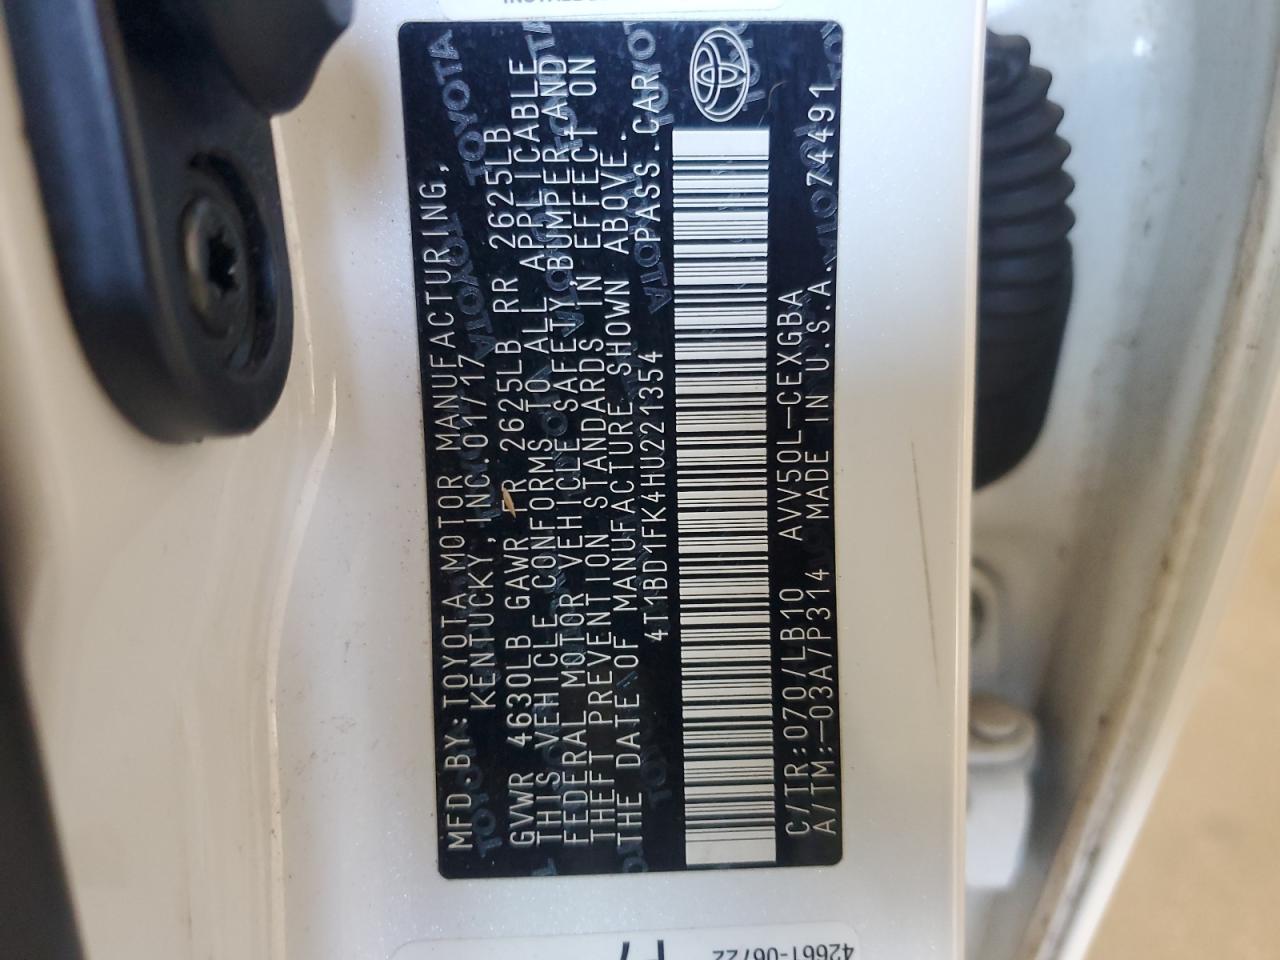 MFD.BY:TOYOTA MOTOR MANUFACTURING,
KENTUCKY, INC.01/17
GVWR 4630LB GAWR FR 2625LB RR 2625LB
THIS VEHICLE CONFORMS TO ALL APPLICABLE
FEDERAL MOTOR VEHICLE SAFETY,BUMPER,AND
THEFT PREVENTION STANDARDS IN EFFECT ON
THE DATE OF MANUFACTURE SHOWN ABOVE.
4T1BD1FK4HU221354 PASS.CAR
C/TR:070/LB10 AVV50L-CEXGBA
A/TM:-03A/P314 MADE IN U.S.A. 74491
42661-06722